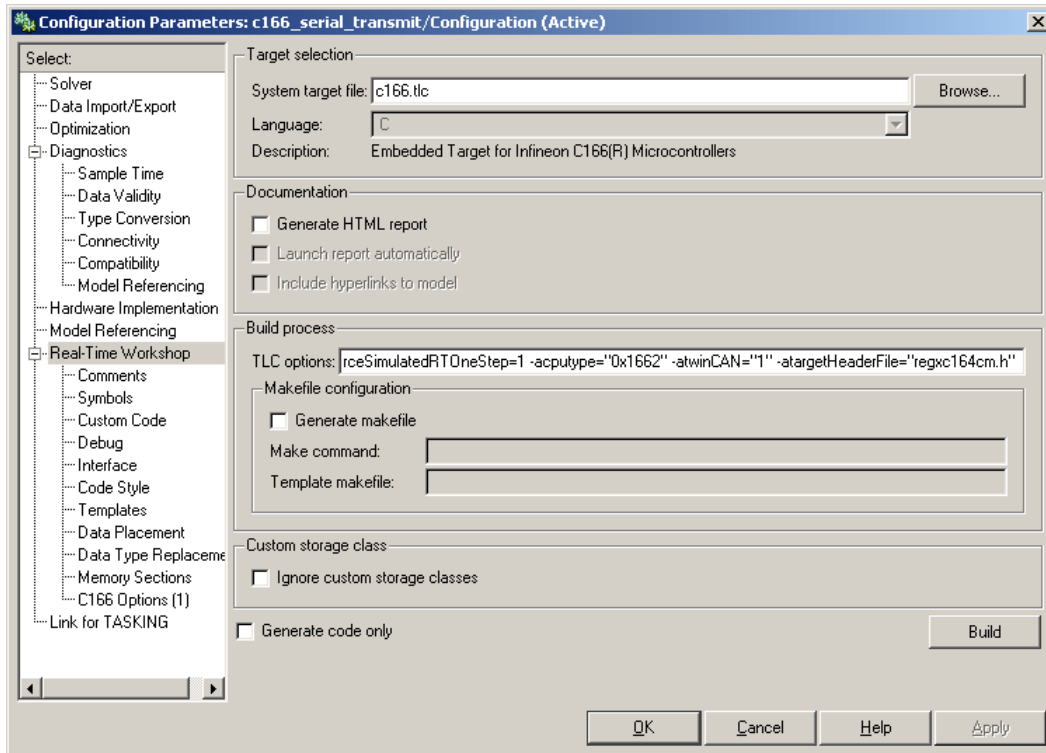 Configuration Parameters: c166_serial_transmit/Configuration (Active)
Select:
Solver
Data Import/Export
Optimization
Diagnostics
Sample Time
Data Validity
Type Conversion
Connectivity
Compatibility
Model Referencing
Hardware Implementation
Model Referencing
Real-Time Workshop
Comments
Symbols
Custom Code
Debug
Interface
Code Style
Templates
Data Placement
Data Type Replaceme
Memory Sections
C166 Options (1)
Link for TASKING
Target selection
System target file: c166.tlc Browse...
Language: C
Description: Embedded Target for Infineon C166(R) Microcontrollers
Documentation
Generate HTML report
Launch report automatically
Include hyperlinks to model
Build process
TLC options: rceSimulatedRTOneStep=1 -acputype="0x1662" -atwinCAN="1" -atargetHeaderFile="regxc164cm.h"
Makefile configuration
Generate makefile
Make command:
Template makefile:
Custom storage class
Ignore custom storage classes
Generate code only Build
OK Cancel Help Apply